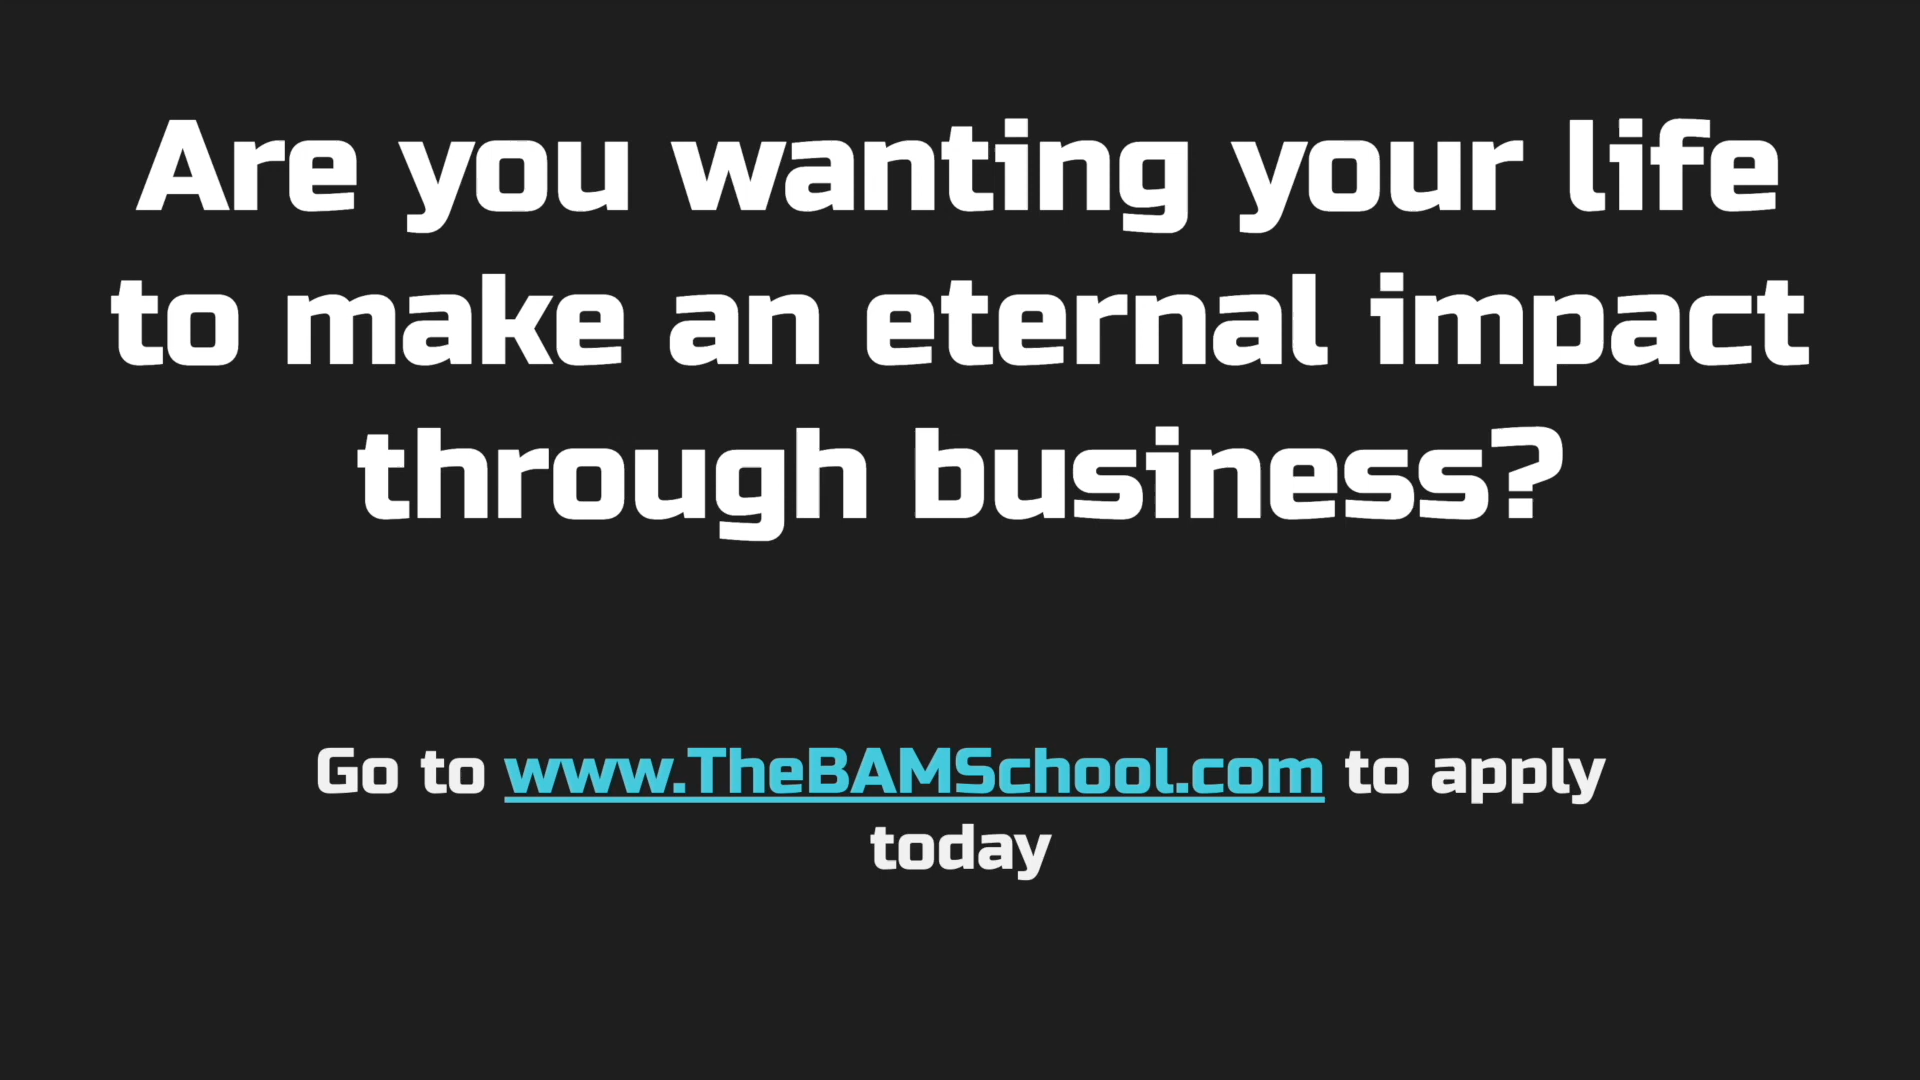 Are you wanting your life
to make an eternal impact
through business?
Go to www.TheBAMSchool.com to apply
today